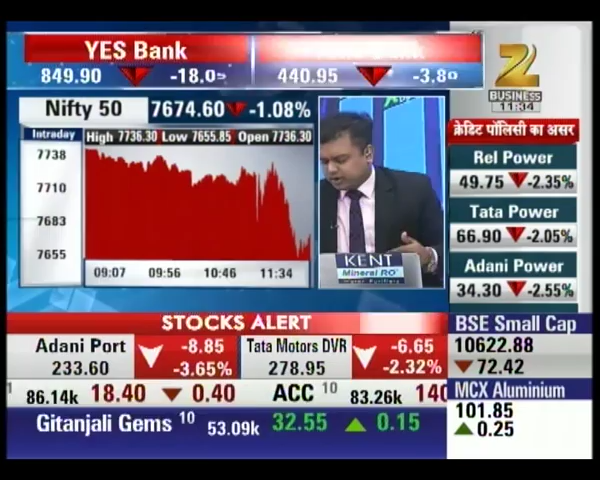 YES Bank
849.90 -18.05
440.95 -3.80
Z
BUSINESS
11:34
Nifty 50 7674.60 -1.08%
Intraday High 7736.30 Low 7655.85 Open 7736.30
7738
7710
7683
7655
09:07 09:56 10:46 11:34
KENT
Mineral RO
क्रेडिट पॉलिसी का असर
Rel Power
49.75 -2.35%
Tata Power
66.90 -2.05%
Adani Power
34.30 -2.55%
STOCKS ALERT
Adani Port -8.85
233.60 -3.65%
Tata Motors DVR -6.65
278.95 -2.32%
BSE Small Cap
10622.88
72.42
86.14k 18.40 0.40 ACC 10 83.26k 140
MCX Aluminium
101.85
0.25
Gitanjali Gems 10 53.09k 32.55 0.15